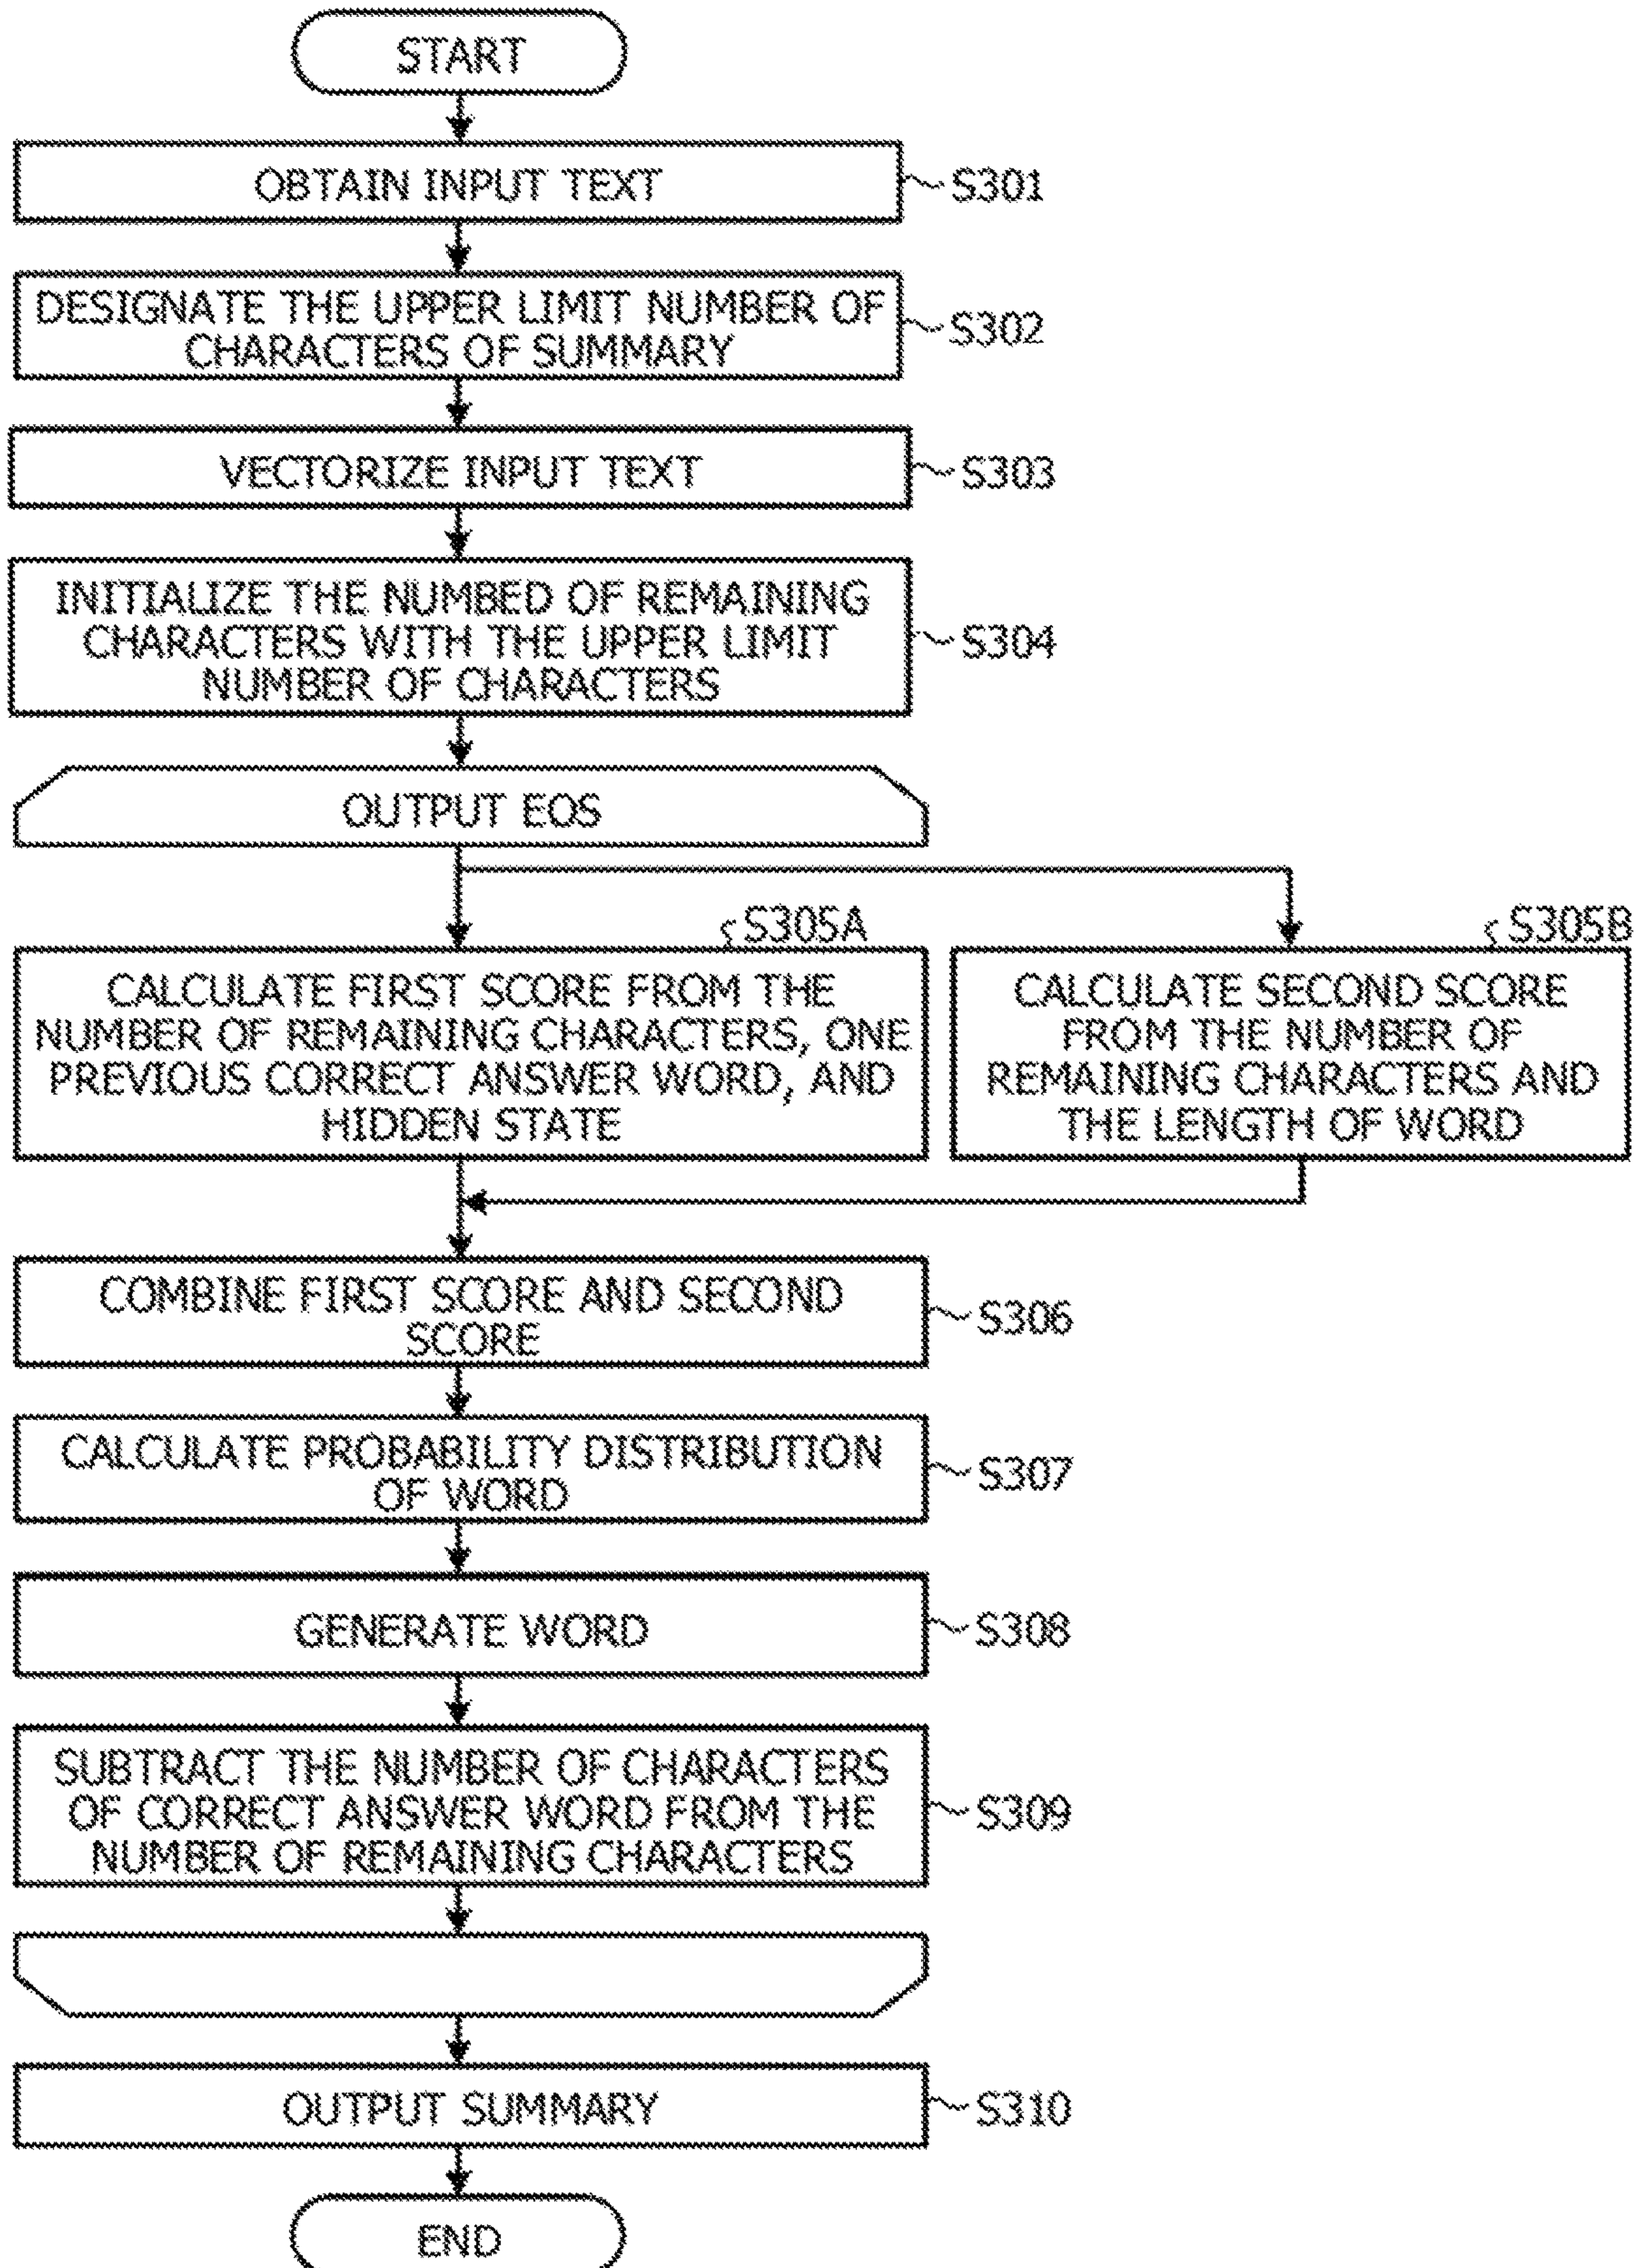 START
OBTAIN INPUT TEXT
S301
DESIGNATE THE UPPER LIMIT NUMBER OF
CHARACTERS OF SUMMARY
S302
VECTORIZE INPUT TEXT
S303
INITIALIZE THE NUMBED OF REMAINING
CHARACTERS WITH THE UPPER LIMIT
NUMBER OF CHARACTERS
S304
OUTPUT EOS
S305A
CALCULATE FIRST SCORE FROM THE
NUMBER OF REMAINING CHARACTERS, ONE
PREVIOUS CORRECT ANSWER WORD, AND
HIDDEN STATE
S305B
CALCULATE SECOND SCORE
FROM THE NUMBER OF
REMAINING CHARACTERS AND
THE LENGTH OF WORD
COMBINE FIRST SCORE AND SECOND
SCORE
S306
CALCULATE PROBABILITY DISTRIBUTION
OF WORD
S307
GENERATE WORD
S308
SUBTRACT THE NUMBER OF CHARACTERS
OF CORRECT ANSWER WORD FROM THE
NUMBER OF REMAINING CHARACTERS
S309
OUTPUT SUMMARY
S310
END